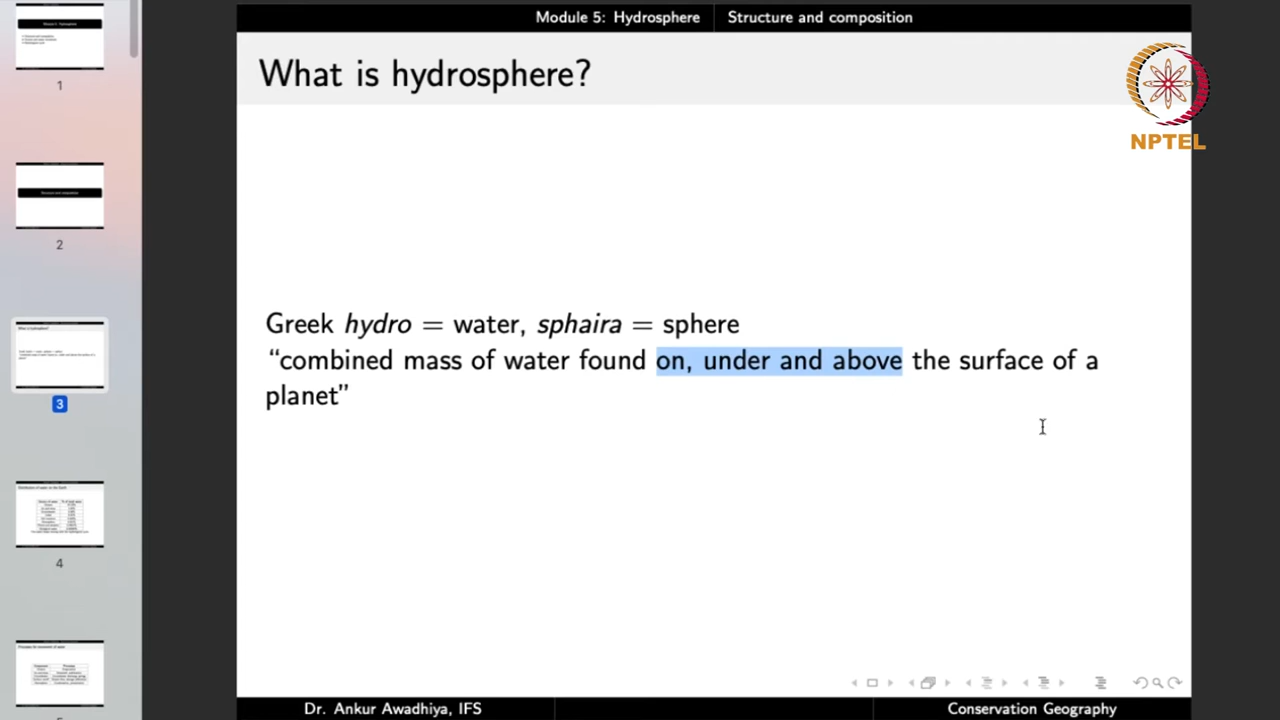 Module 5: Hydrosphere Structure and composition
What is hydrosphere?
NPTEL
Greek hydro = water, sphaira = sphere
“combined mass of water found on, under and above the surface of a
planet”
Dr. Ankur Awadhiya, IFS Conservation Geography
1
2
3
4